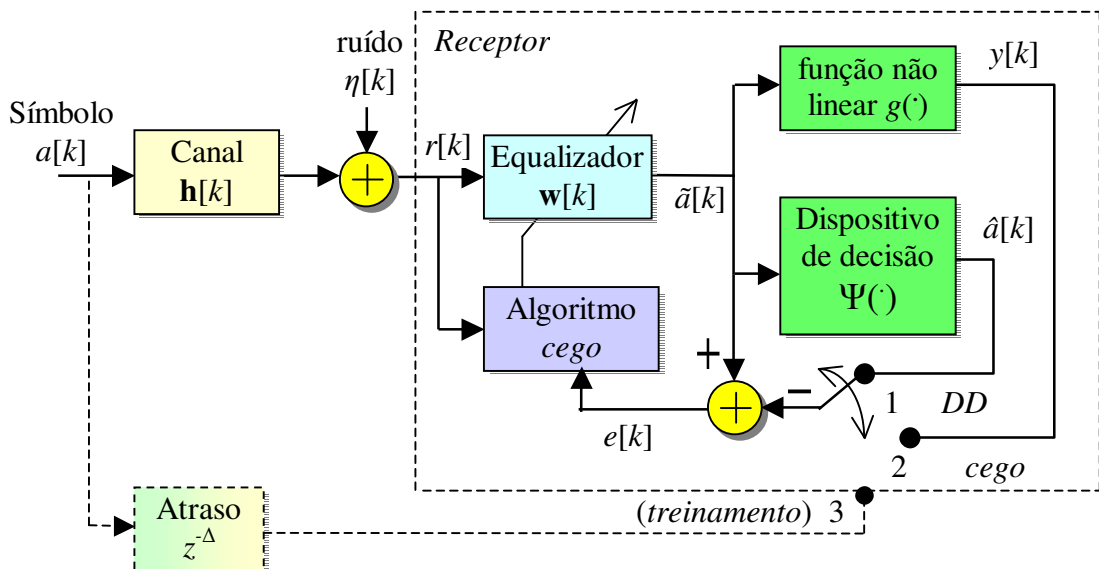 ruído
η[k]
Receptor
Símbolo
a[k]
Canal
h[k]
r[k]
Equalizador
w[k]
ã[k]
função não
linear g(·)
y[k]
Dispositivo
de decisão
Ψ(·)
â[k]
Algoritmo
cego
+
−
+
+
e[k]
1 DD
2 cego
(treinamento) 3
Atraso
z^-Δ